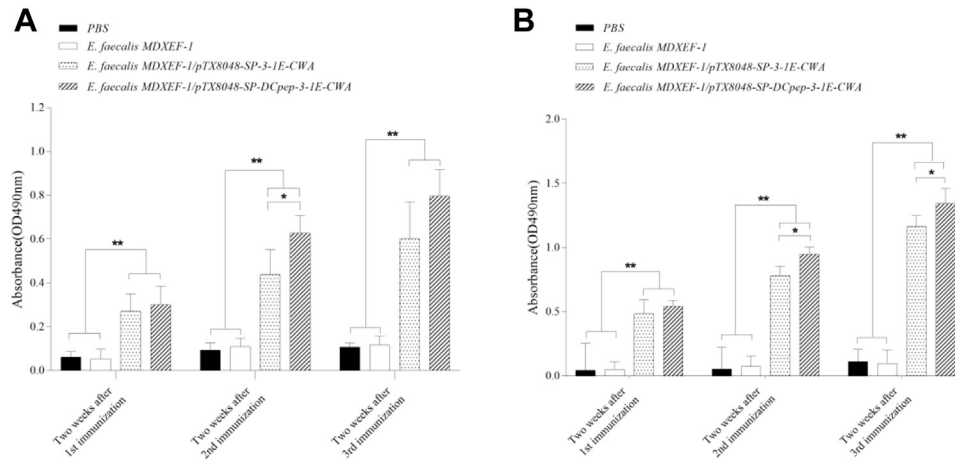 A
PBS
E. faecalis MDXEF-1
E. faecalis MDXEF-1/pTX8048-SP-3-1E-CWA
E. faecalis MDXEF-1/pTX8048-SP-DCpep-3-1E-CWA
Absorbance(OD490nm)
1.2
1.0
0.8
0.6
0.4
0.2
0.0
**
**
*
**
Two weeks after
1st immunization
Two weeks after
2nd immunization
Two weeks after
3rd immunization
B
PBS
E. faecalis MDXEF-1
E. faecalis MDXEF-1/pTX8048-SP-3-1E-CWA
E. faecalis MDXEF-1/pTX8048-SP-DCpep-3-1E-CWA
Absorbance(OD490nm)
2.0
1.5
1.0
0.5
0.0
**
**
*
**
*
Two weeks after
1st immunization
Two weeks after
2nd immunization
Two weeks after
3rd immunization